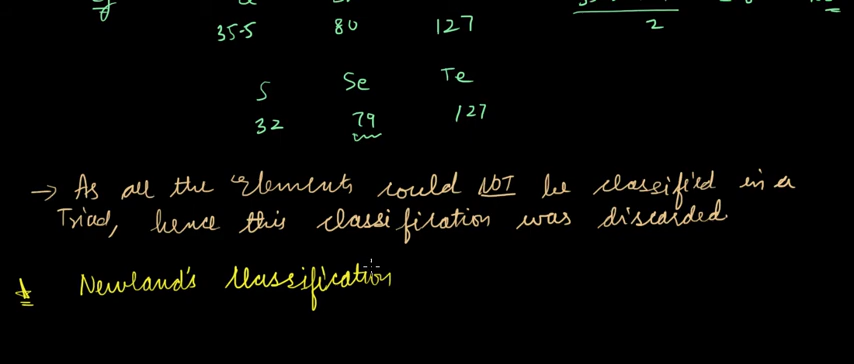 35.5 80 127
2
S Se Te
32 79 127
→ As all the Elements could NOT be classified in a
Triad, hence this classification was discarded
* Newland's classification